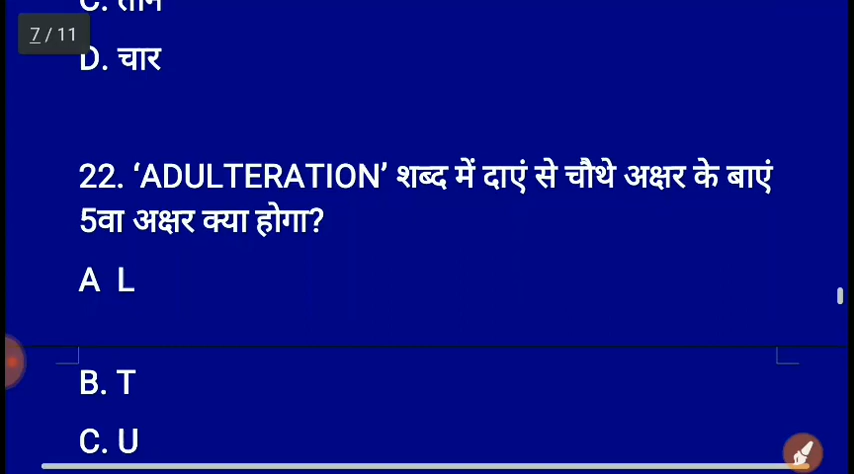 C. तीन
7 / 11
D. चार
22. ‘ADULTERATION’ शब्द में दाएं से चौथे अक्षर के बाएं
5वा अक्षर क्या होगा?
A L
B. T
C. U